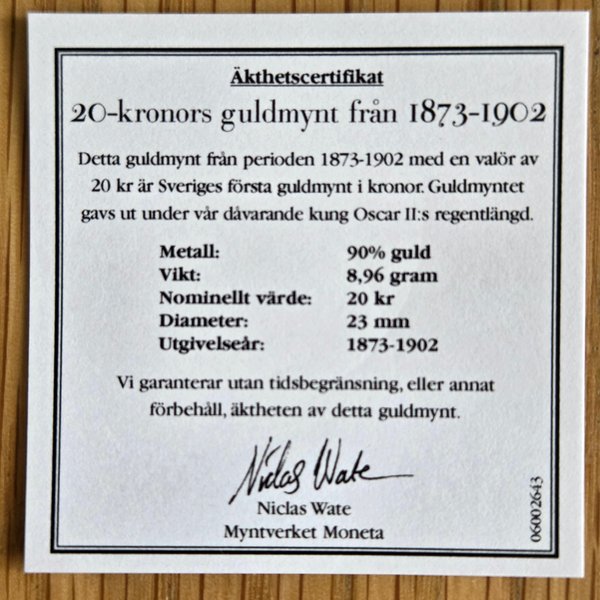 Äkthetscertifikat
20-kronors guldmynt från 1873-1902
Detta guldmynt från perioden 1873-1902 med en valör av
20 kr är Sveriges första guldmynt i kronor. Guldmyntet
gavs ut under vår dåvarande kung Oscar II:s regentlängd.
Metall: 90% guld
Vikt: 8,96 gram
Nominellt värde: 20 kr
Diameter: 23 mm
Utgivelseår: 1873-1902
Vi garanterar utan tidsbegränsning, eller annat
förbehåll, äktheten av detta guldmynt.
Niclas Wate
Niclas Wate
Myntverket Moneta
06002643